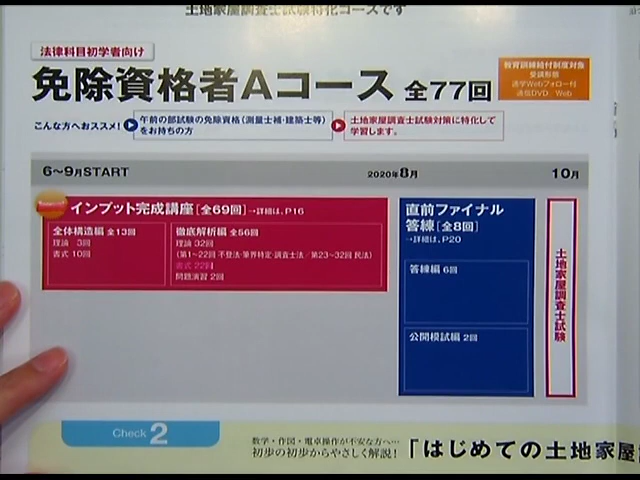 土地家屋調査士試験特化コースです
法律科目初学者向け
免除資格者Aコース 全77回
教育訓練給付制度対象
受講形態
通学Webフォロー付
通信DVD Web
こんな方へおススメ!
午前の部試験の免除資格(測量士補・建築士等)
をお持ちの方
土地家屋調査士試験対策に特化して
学習します。
6〜9月START
2020年8月
10月
インプット完成講座[全69回]→詳細は、P16
全体構造編 全13回
理論 3回
書式 10回
徹底解析編 全56回
理論 32回
(第1〜22回 不登法・筆界特定・調査士法／第23〜32回 民法)
書式 22回
問題演習 2回
直前ファイナル
答練[全8回]
→詳細は、P20
答練編 6回
公開模試編 2回
土地家屋調査士試験
Check 2
数学・作図・電卓操作が不安な方へ…
初歩の初歩からやさしく解説!
「はじめての土地家屋